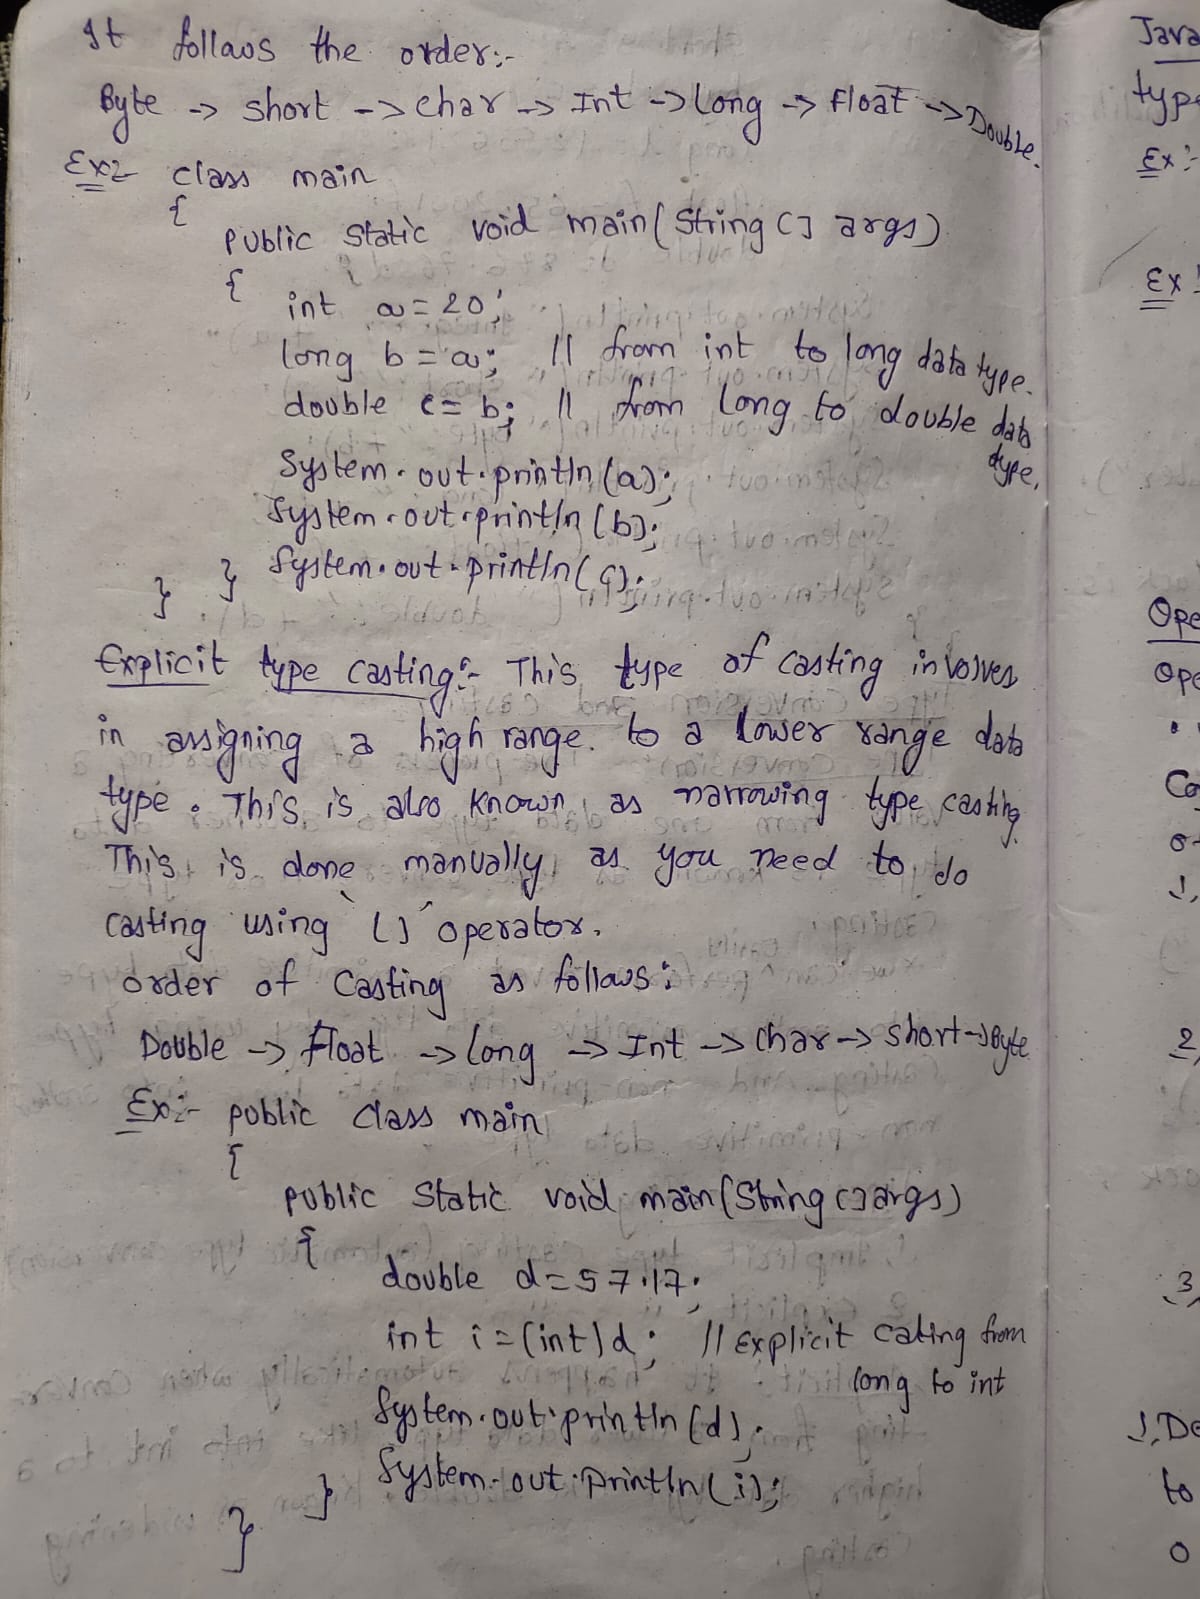 It follows the order:-
Byte -> short -> char -> Int -> Long -> Float -> Double.
Ex:- class main
{
public static void main(String [] args)
{
int a = 20;
long b = a; // from int to long data type.
double c = b; // from long to double data type.
System.out.println(a);
System.out.println(b);
System.out.println(c);
} }
Explicit type casting:- This type of casting involves
in assigning a high range. to a lower range data
type. This is also known as narrowing type casting.
This is done manually as you need to do
casting using '()' operator.
order of Casting as follows:
Double -> Float -> Long -> Int -> Char -> short -> Byte
Ex:- public class main
{
public static void main(String [] args)
{
double d = 57.17;
int i = (int)d; // Explicit cating from
long to int
System.out.println(d);
System.out.println(i);
}
}
Java
type
Ex:-
Ex:
Ope
Ope
Co
or
1,
2,
3,
1, De
to
o